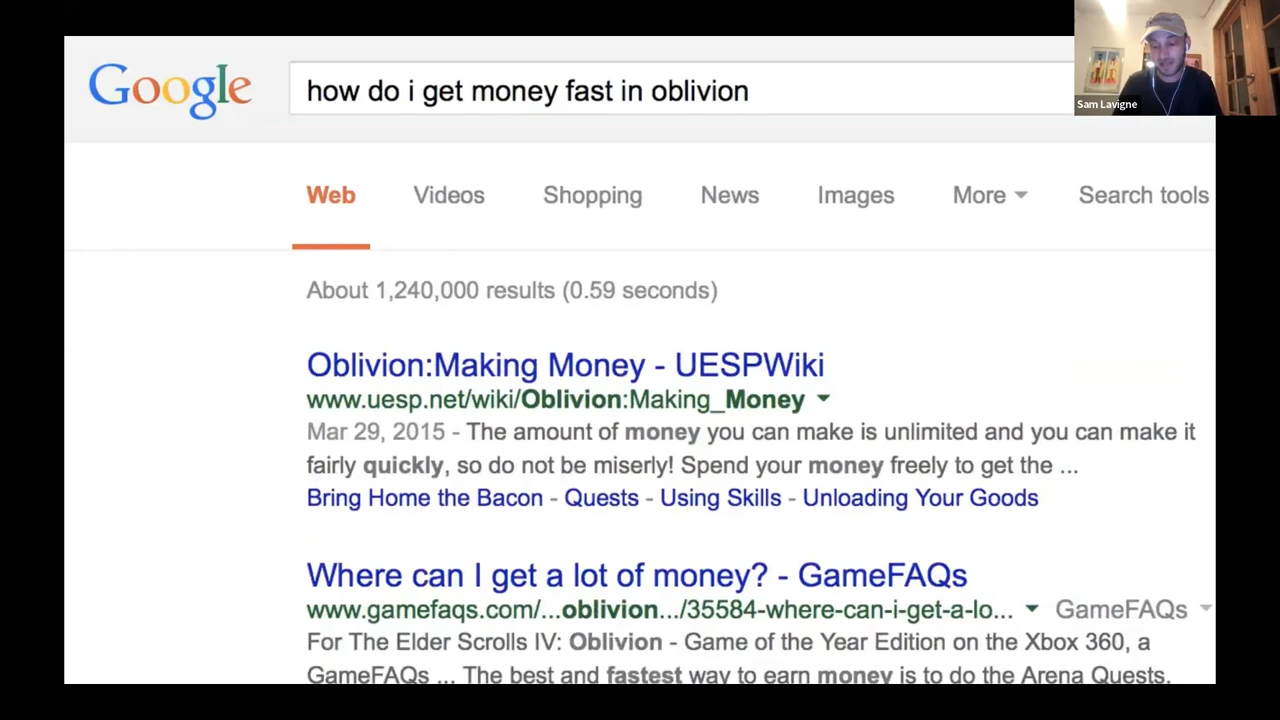 Google how do i get money fast in oblivion
Sam Lavigne
Web Videos Shopping News Images More Search tools
About 1,240,000 results (0.59 seconds)
Oblivion:Making Money - UESPWiki
www.uesp.net/wiki/Oblivion:Making_Money
Mar 29, 2015 - The amount of money you can make is unlimited and you can make it
fairly quickly, so do not be miserly! Spend your money freely to get the ...
Bring Home the Bacon - Quests - Using Skills - Unloading Your Goods
Where can I get a lot of money? - GameFAQs
www.gamefaqs.com/...oblivion.../35584-where-can-i-get-a-lo... GameFAQs
For The Elder Scrolls IV: Oblivion - Game of the Year Edition on the Xbox 360, a
GameFAQs ... The best and fastest way to earn money is to do the Arena Quests.